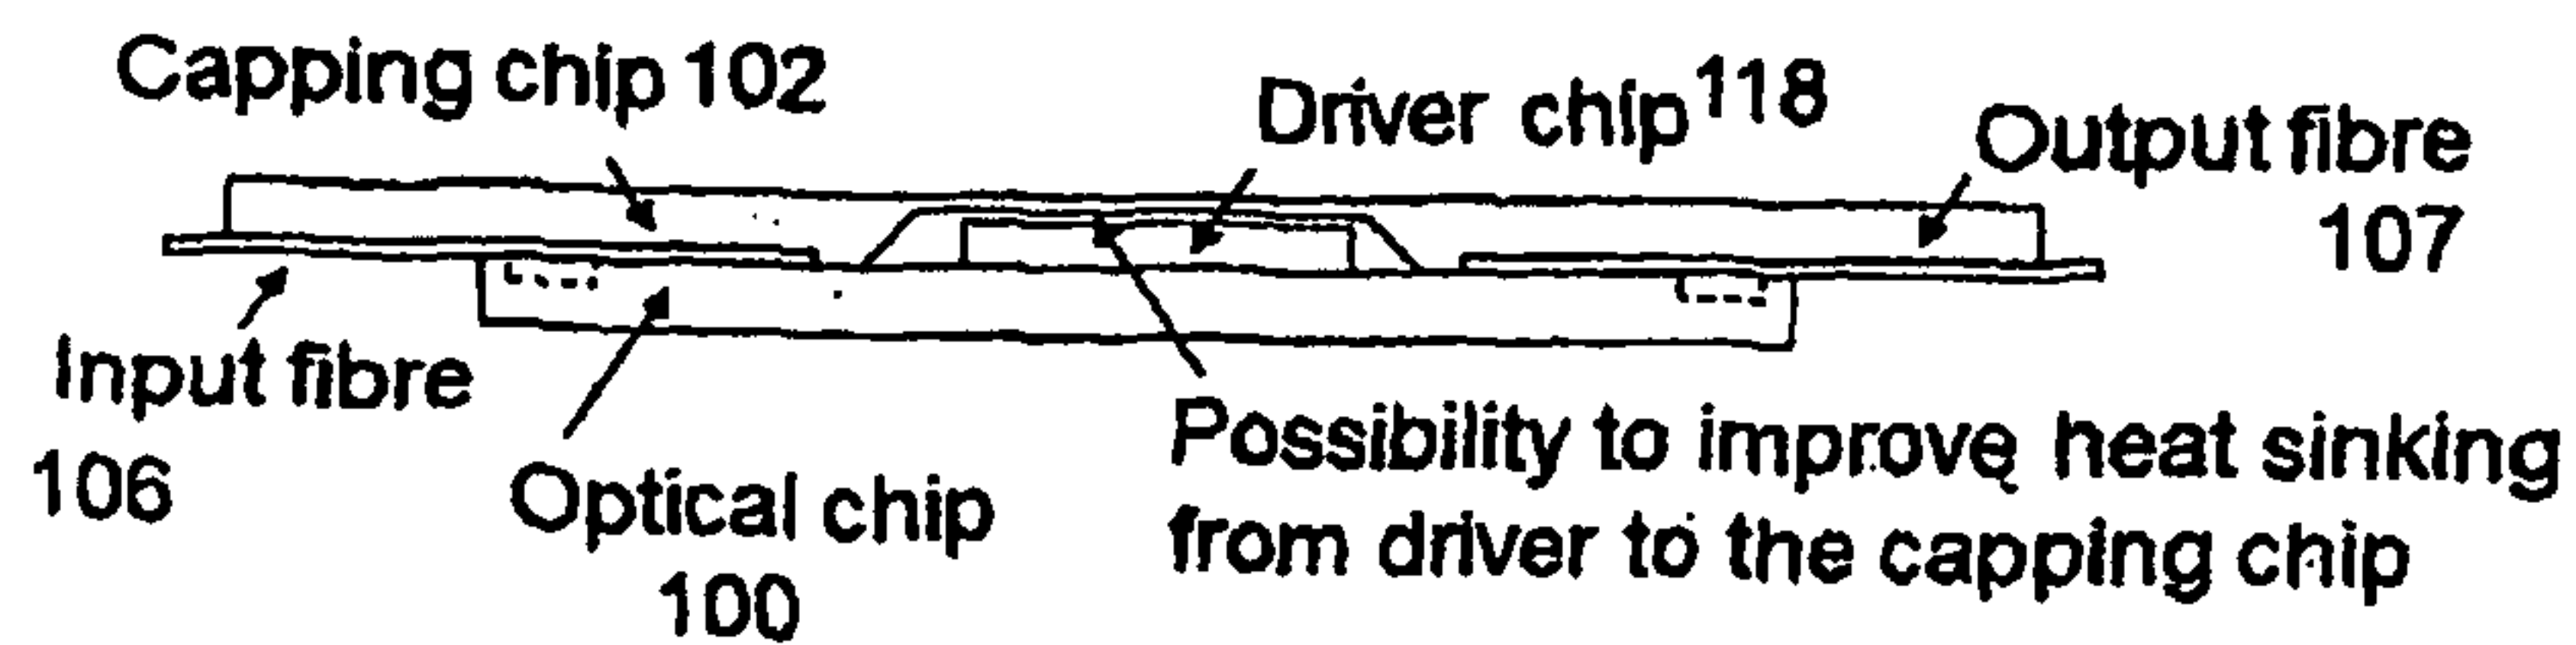 Capping chip 102
Driver chip 118
Output fibre
107
Input fibre
106
Optical chip
100
Possibility to improve heat sinking
from driver to the capping chip